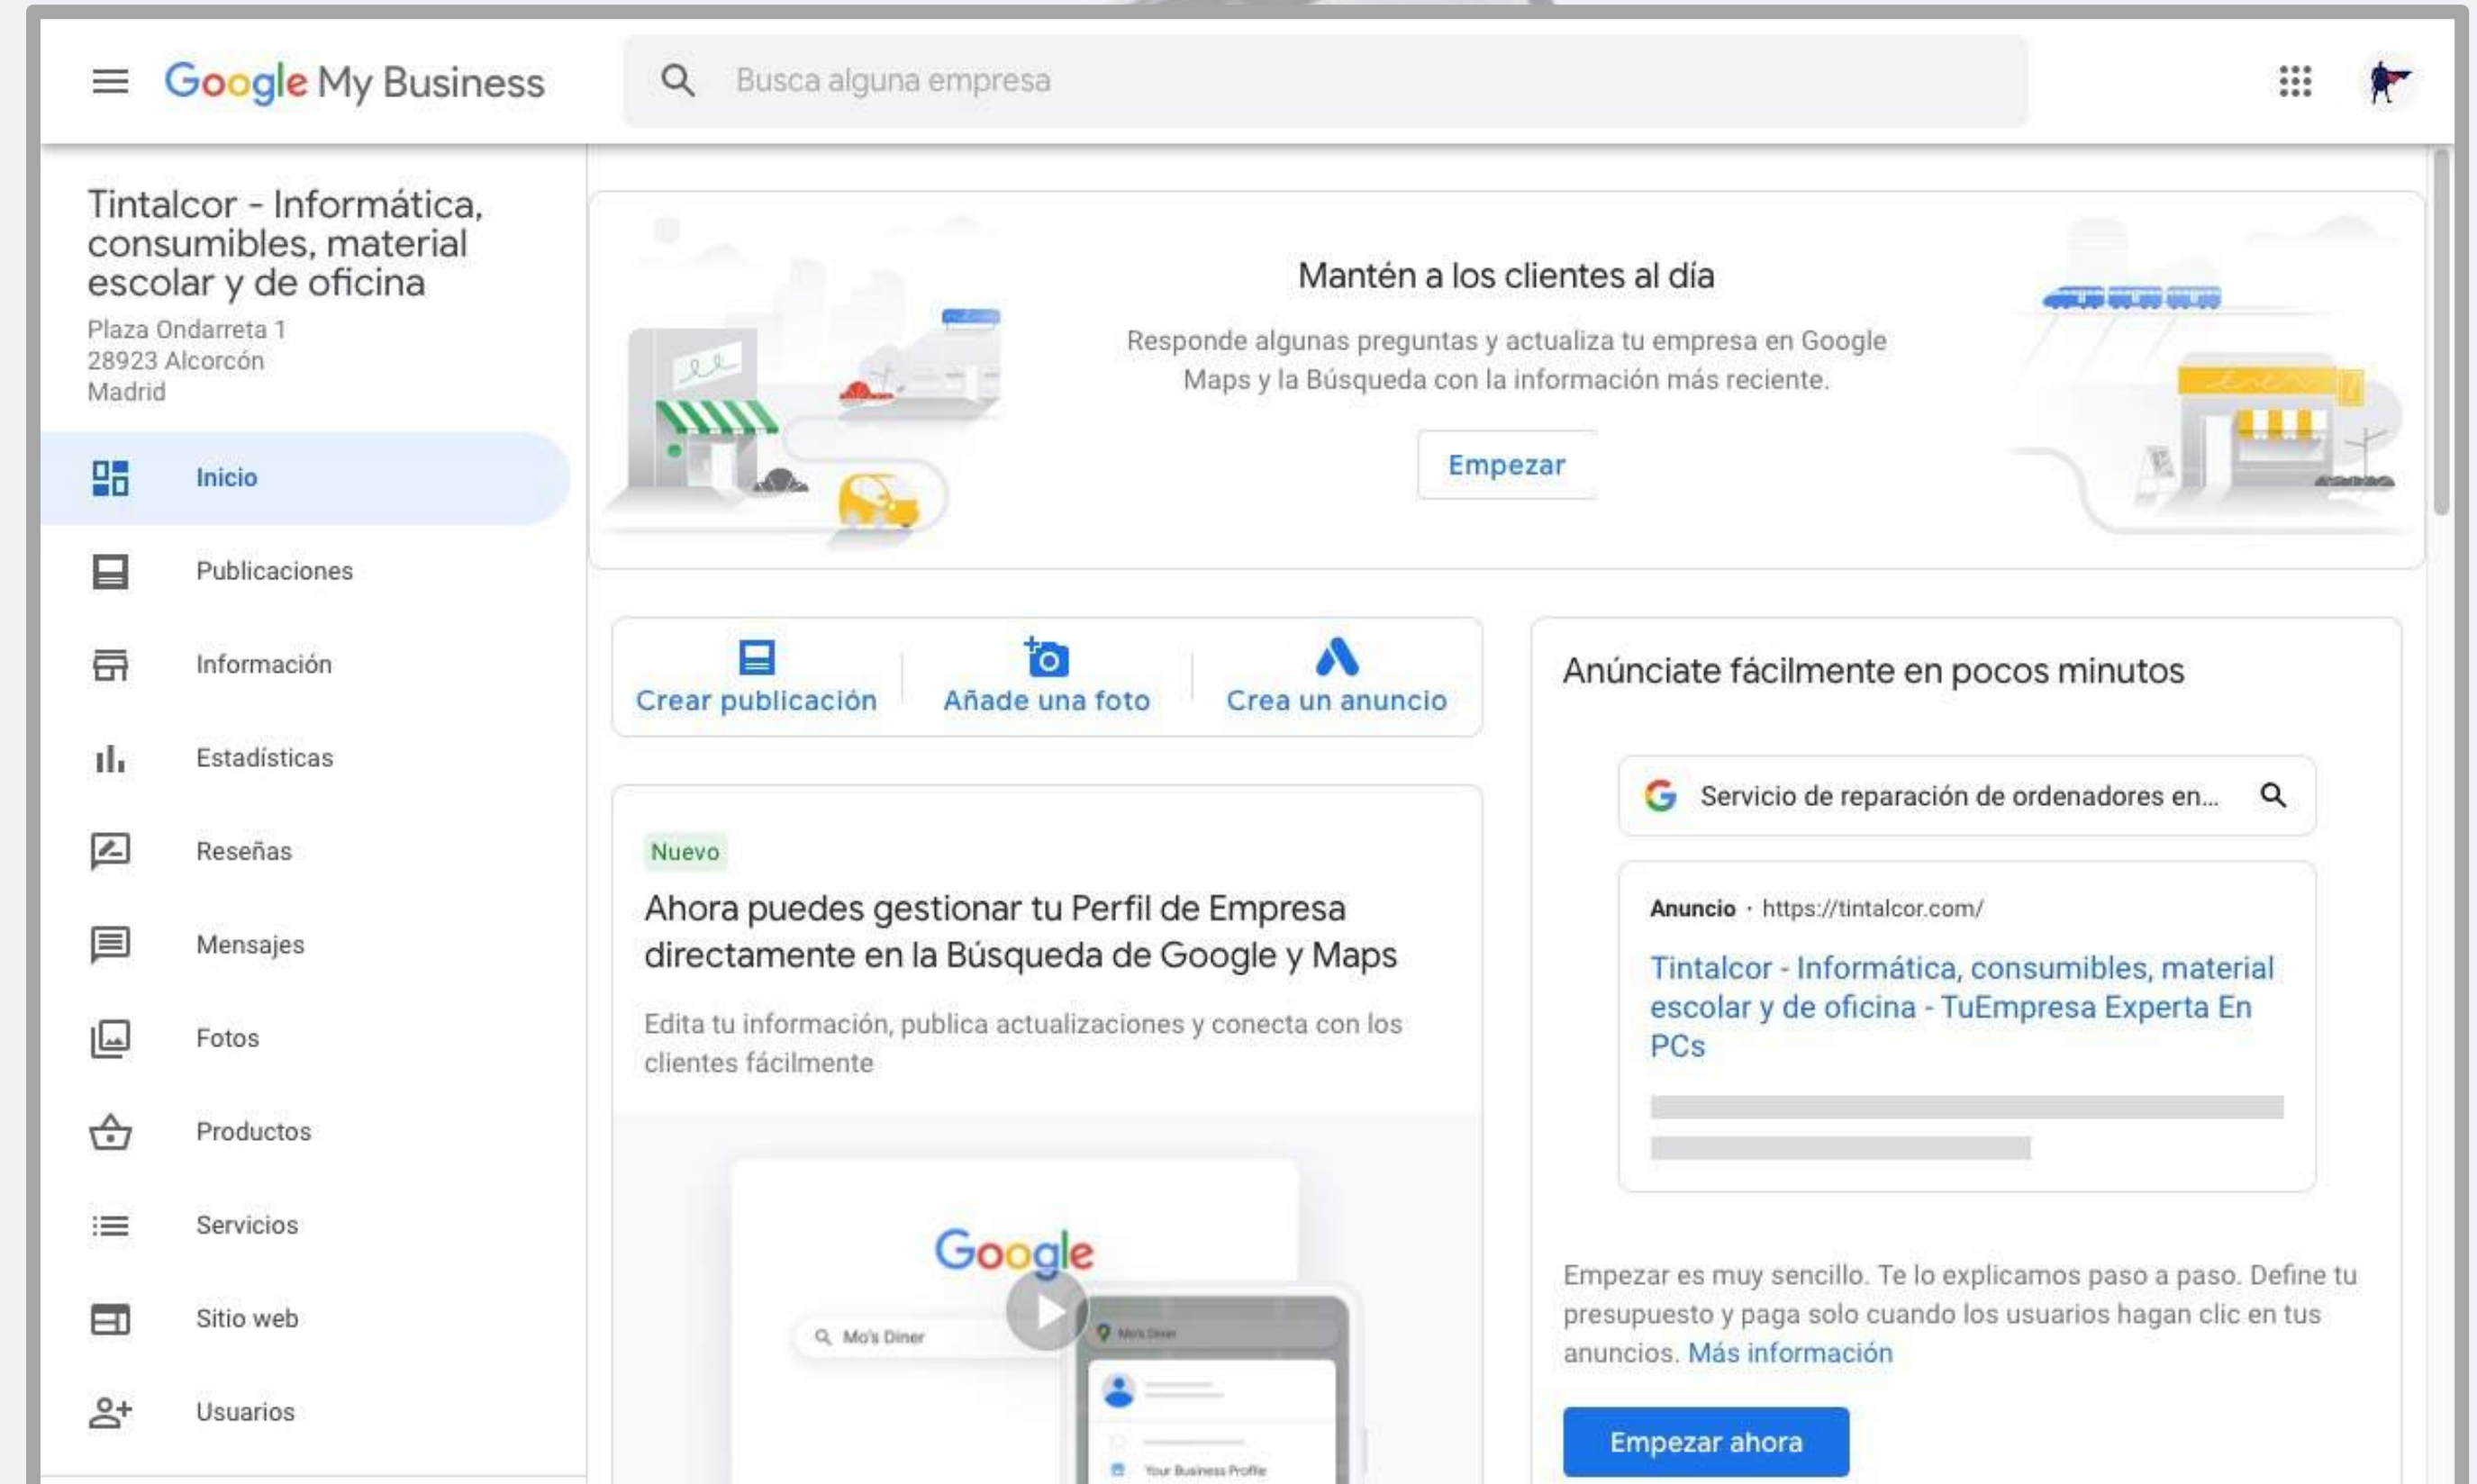 Google My Business
Busca alguna empresa
Tintalcor - Informática,
consumibles, material
escolar y de oficina
Plaza Ondarreta 1
28923 Alcorcón
Madrid
Inicio
Publicaciones
Información
Estadísticas
Reseñas
Mensajes
Fotos
Productos
Servicios
Sitio web
Usuarios
Mantén a los clientes al día
Responde algunas preguntas y actualiza tu empresa en Google
Maps y la Búsqueda con la información más reciente.
Empezar
Crear publicación
Añade una foto
Crea un anuncio
Nuevo
Ahora puedes gestionar tu Perfil de Empresa
directamente en la Búsqueda de Google y Maps
Edita tu información, publica actualizaciones y conecta con los
clientes fácilmente
Google
Mo's Diner
Mo's Diner
Your Business Profile
Anúnciate fácilmente en pocos minutos
Servicio de reparación de ordenadores en...
Anuncio · https://tintalcor.com/
Tintalcor - Informática, consumibles, material
escolar y de oficina - TuEmpresa Experta En
PCs
Empezar es muy sencillo. Te lo explicamos paso a paso. Define tu
presupuesto y paga solo cuando los usuarios hagan clic en tus
anuncios. Más información
Empezar ahora